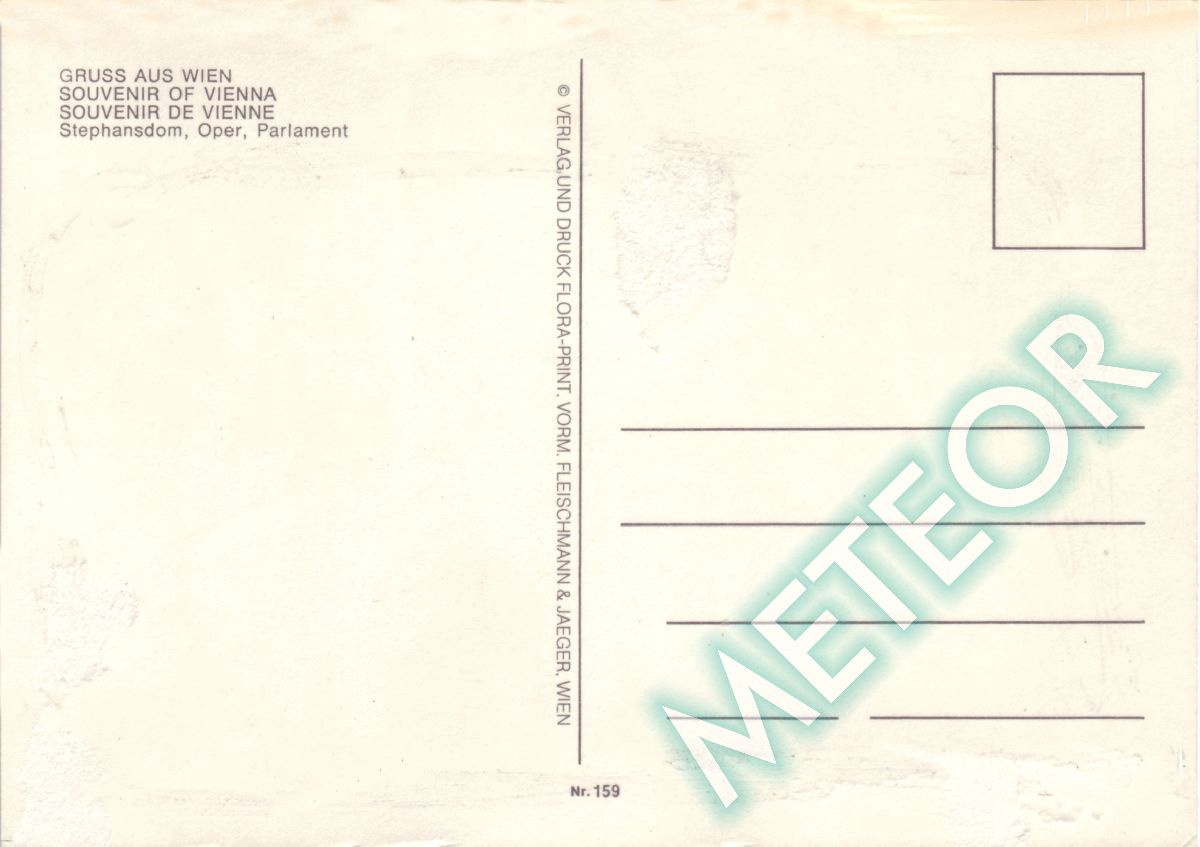 GRUSS AUS WIEN
SOUVENIR OF VIENNA
SOUVENIR DE VIENNE
Stephansdom, Oper, Parlament
© VERLAG UND DRUCK FLORA-PRINT, VORM. FLEISCHMANN & JAEGER, WIEN
Nr. 159
METEOR